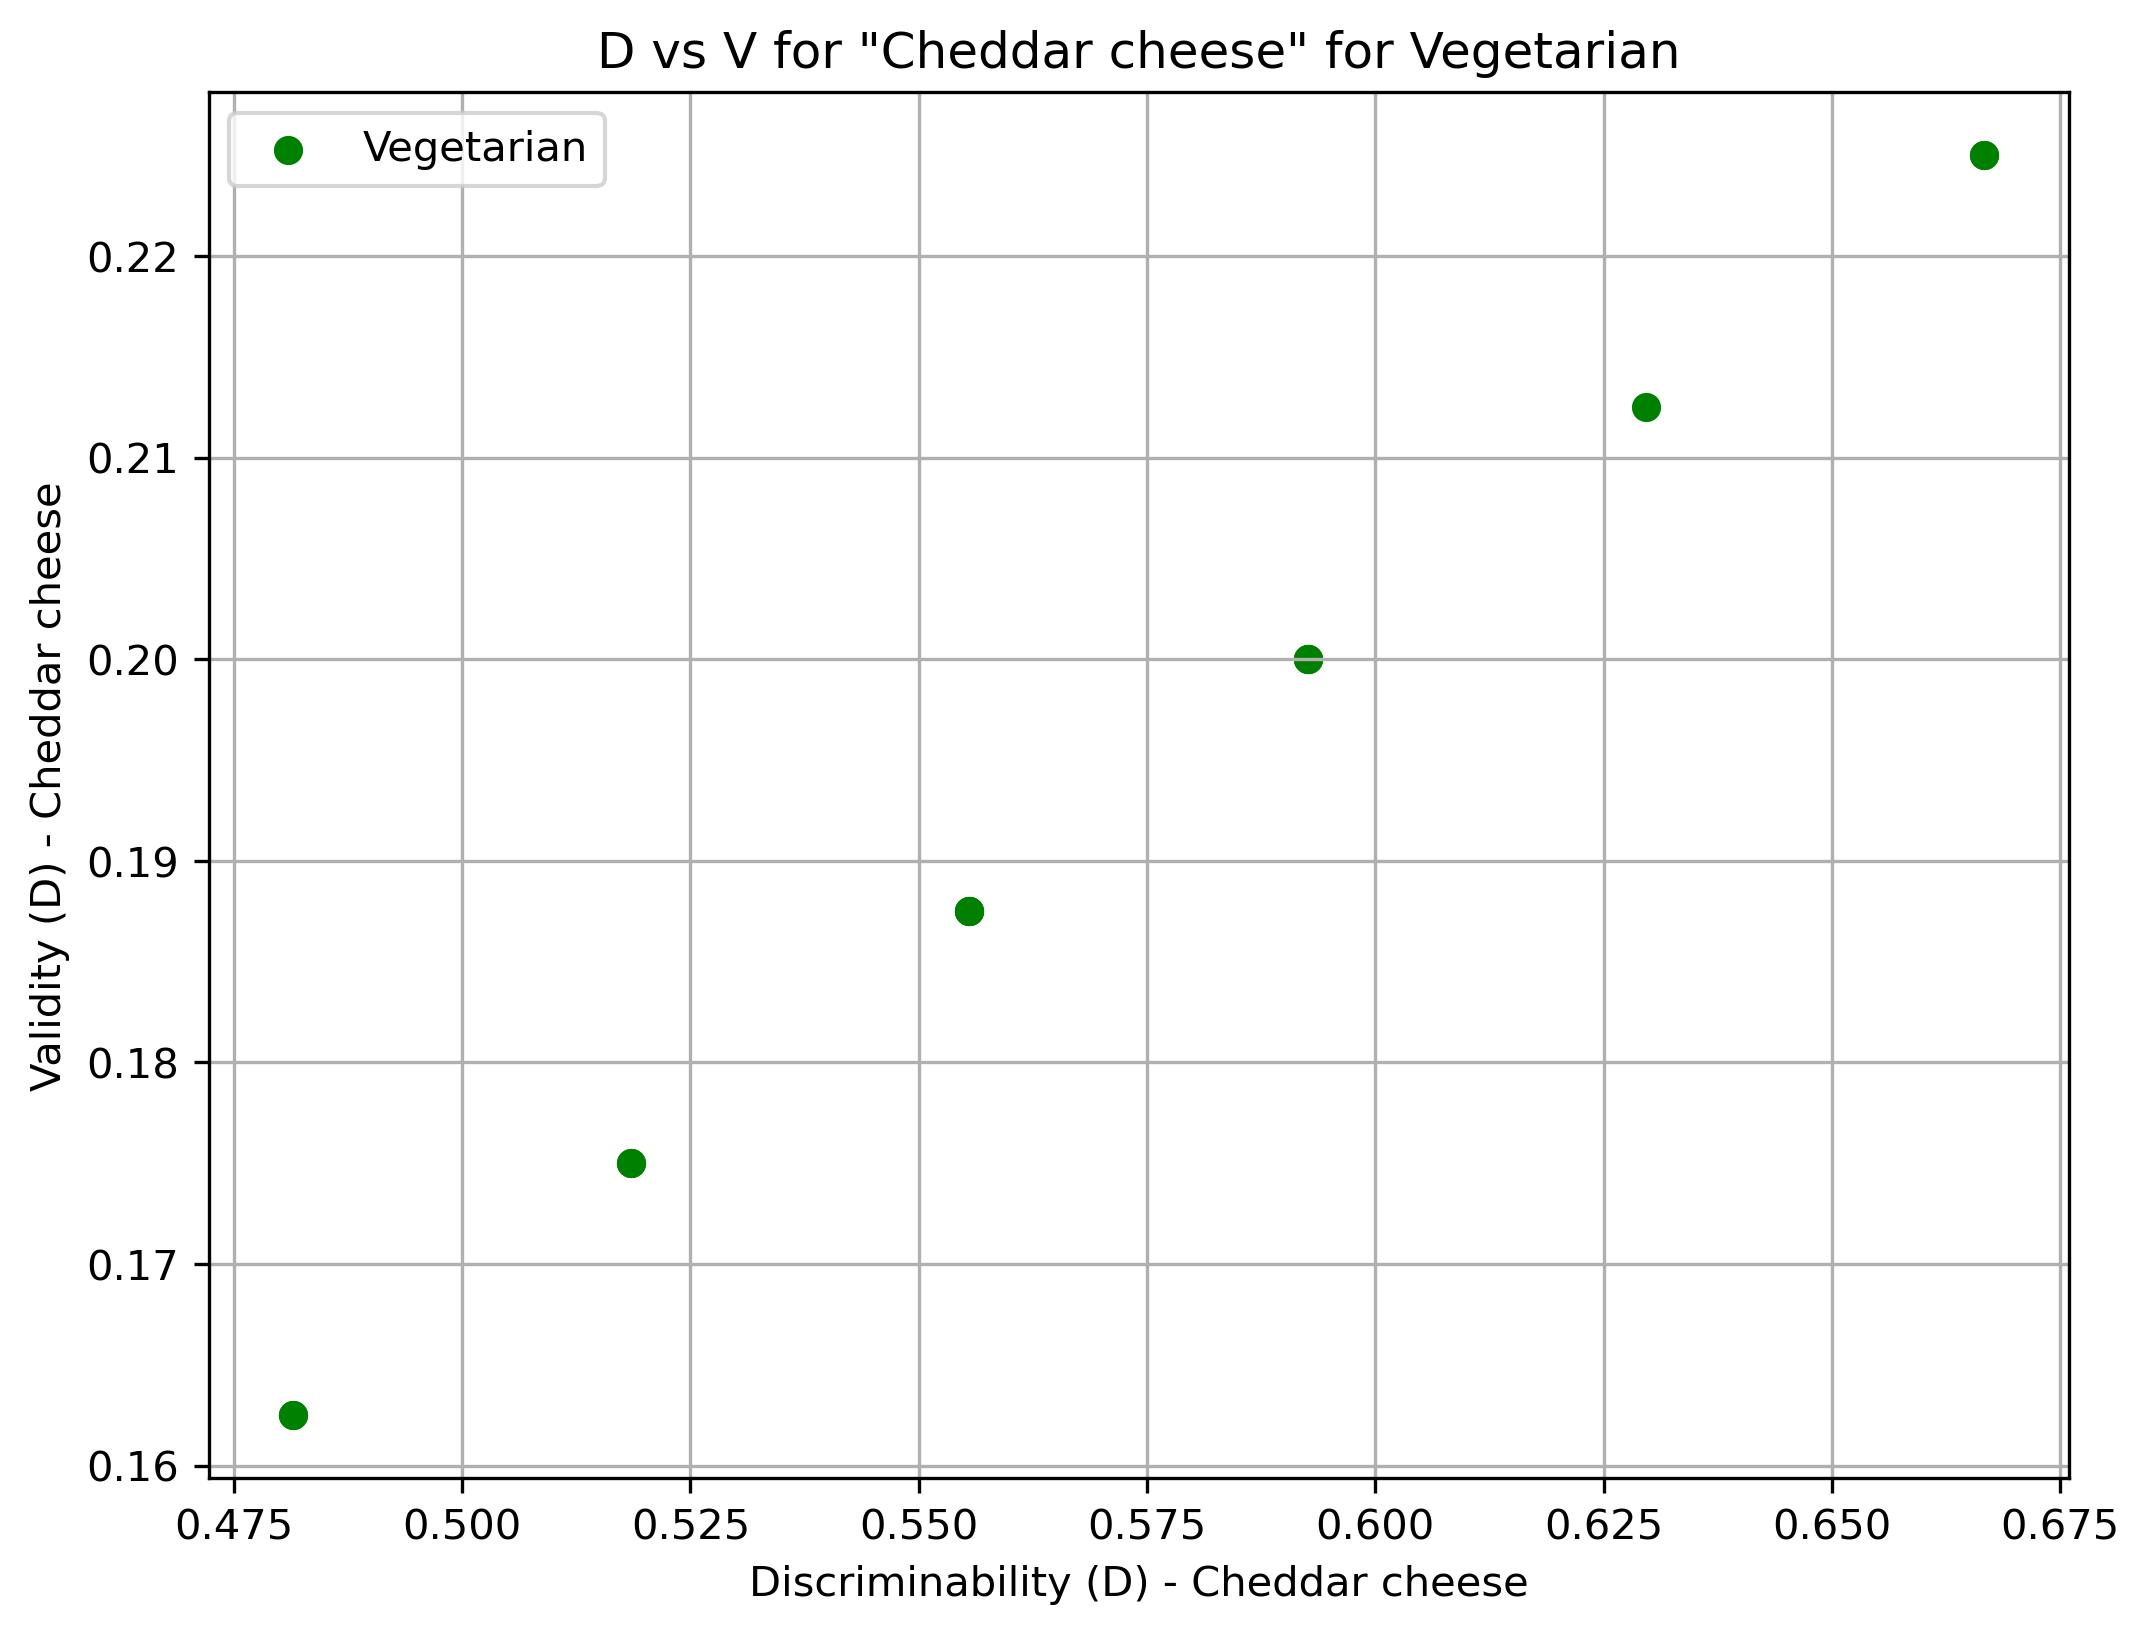 D vs V for "Cheddar cheese" for Vegetarian
Vegetarian
Validity (D) - Cheddar cheese
0.22
0.21
0.20
0.19
0.18
0.17
0.16
0.475 0.500 0.525 0.550 0.575 0.600 0.625 0.650 0.675
Discriminability (D) - Cheddar cheese